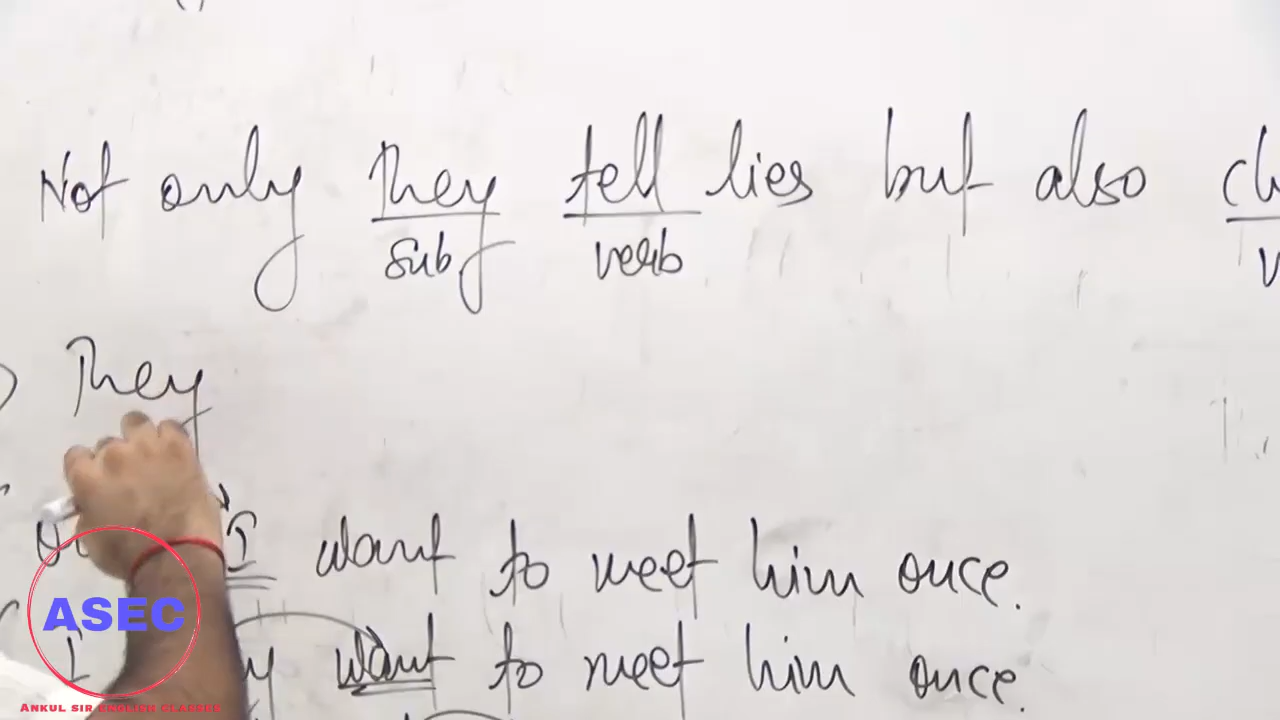 Not only they tell lies but also ch
sub verb v
They
I want to meet him once.
I want to meet him once.
ASEC
ANKUL SIR ENGLISH CLASSES